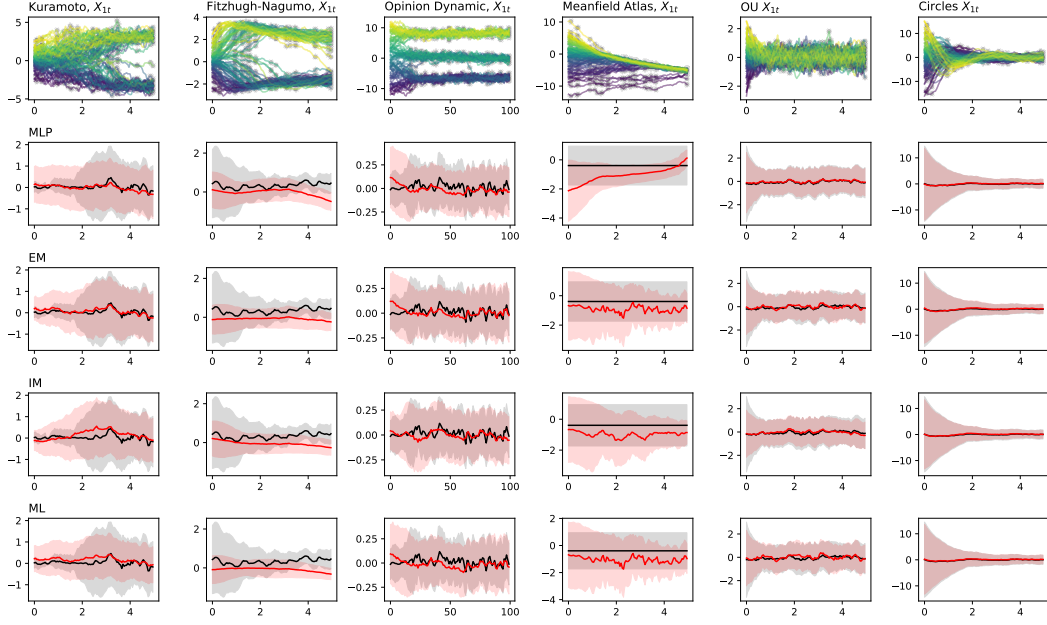 Kuramoto, X1t Fitzhugh-Nagumo, X1t Opinion Dynamic, X1t Meanfield Atlas, X1t OU X1t Circles X1t
5 0 −5 2 0 −2 10 0 −10 10 5 0 −5 −10 2 0 −2 10 0 −10
0 2 4 0 2 4 0 50 100 0 2 4 0 2 4 0 2 4
MLP
2 1 0 −1 2 0 0.25 0.00 −0.25 0 −2 −4 2 0 −2 10 0 −10
0 2 4 0 2 4 0 50 100 0 2 4 0 2 4 0 2 4
EM
2 1 0 −1 2 0 0.25 0.00 −0.25 0 −2 2 0 −2 10 0 −10
0 2 4 0 2 4 0 50 100 0 2 4 0 2 4 0 2 4
IM
2 1 0 −1 2 0 0.25 0.00 −0.25 0 −2 2 0 −2 10 0 −10
0 2 4 0 2 4 0 50 100 0 2 4 0 2 4 0 2 4
ML
2 1 0 −1 2 0 0.25 0.00 −0.25 2 0 −2 −4 2 0 −2 10 0 −10
0 2 4 0 2 4 0 50 100 0 2 4 0 2 4 0 2 4